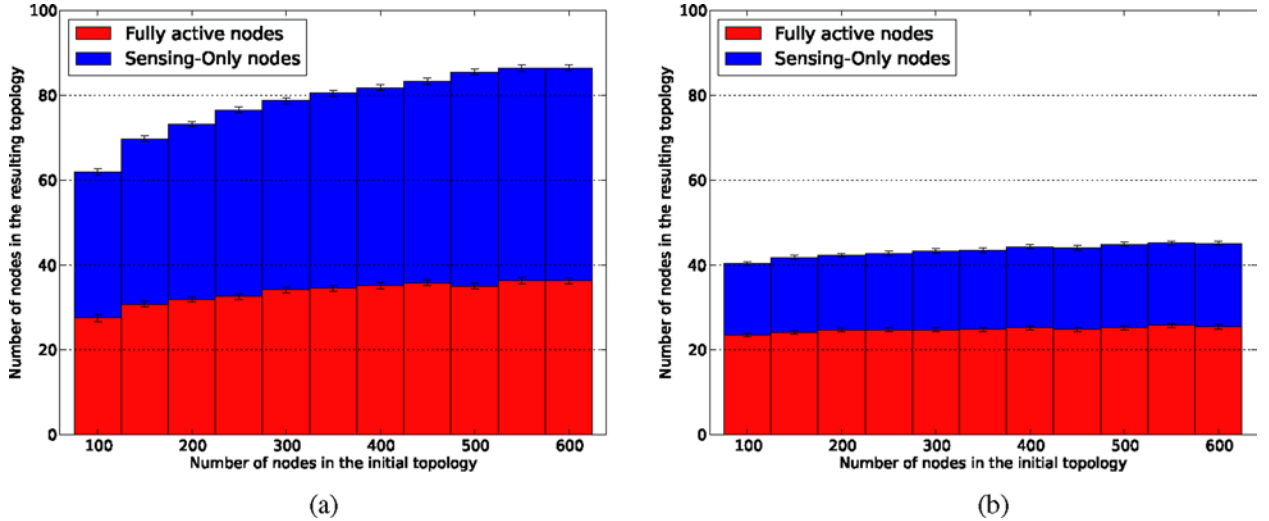 100
80
60
40
20
0
Number of nodes in the resulting topology
Fully active nodes
Sensing-Only nodes
100 200 300 400 500 600
Number of nodes in the initial topology
(a)
100
80
60
40
20
0
Number of nodes in the resulting topology
Fully active nodes
Sensing-Only nodes
100 200 300 400 500 600
Number of nodes in the initial topology
(b)